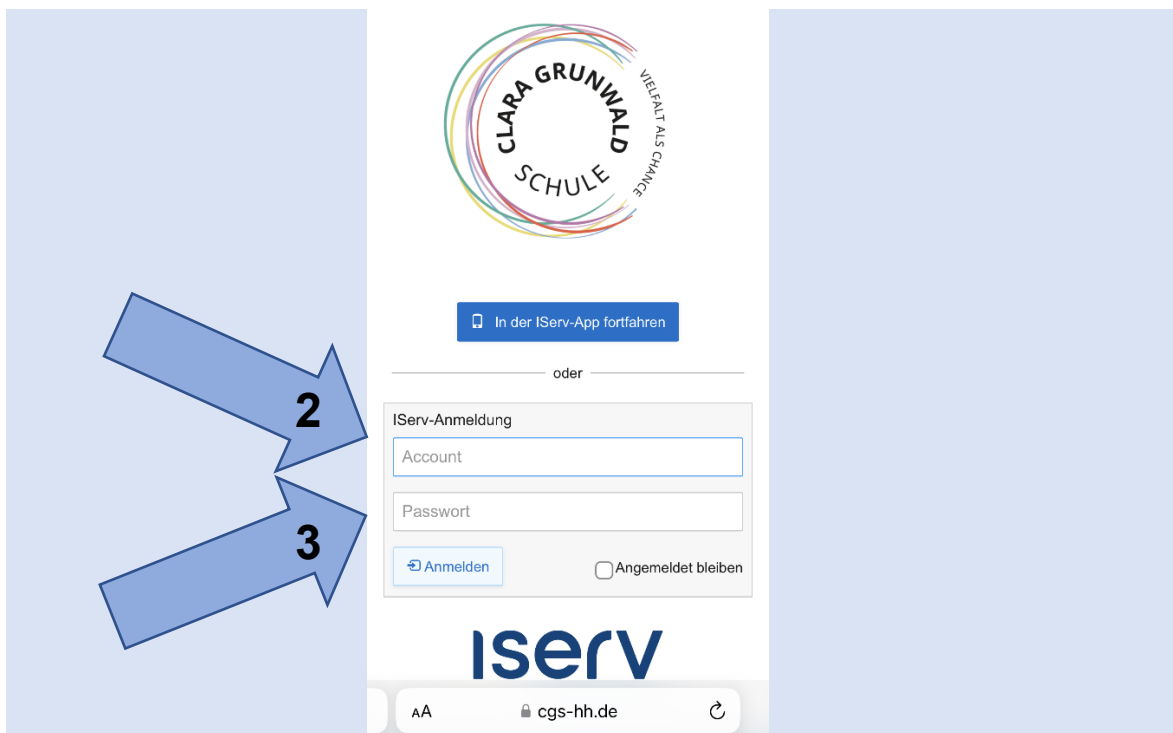 CLARA GRUNWALD
SCHULE
VIELFALT ALS CHANCE
In der IServ-App fortfahren
oder
2
IServ-Anmeldung
Account
3
Passwort
Anmelden
Angemeldet bleiben
Iserv
AA
cgs-hh.de